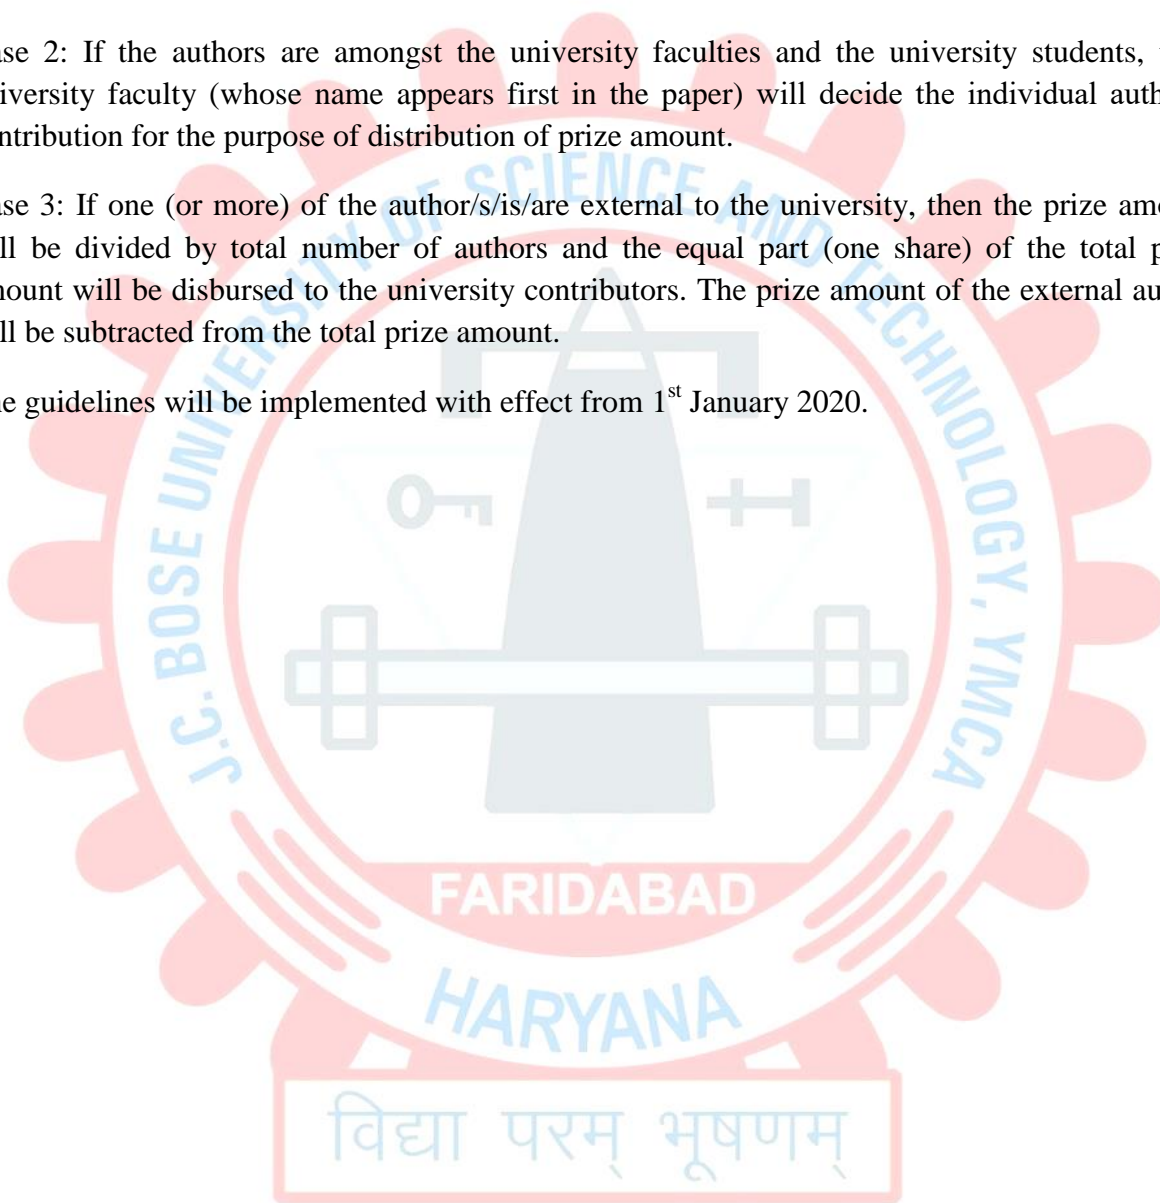 ase 2: If the authors are amongst the university faculties and the university students, t
iversity faculty (whose name appears first in the paper) will decide the individual auth
ntribution for the purpose of distribution of prize amount.
ase 3: If one (or more) of the author/s/is/are external to the university, then the prize amo
ll be divided by total number of authors and the equal part (one share) of the total p
nount will be disbursed to the university contributors. The prize amount of the external au
ll be subtracted from the total prize amount.
ne guidelines will be implemented with effect from 1st January 2020.
J.C. BOSE UNIVERSITY OF SCIENCE AND TECHNOLOGY, YMCA
FARIDABAD
HARYANA
विद्या परम् भूषणम्